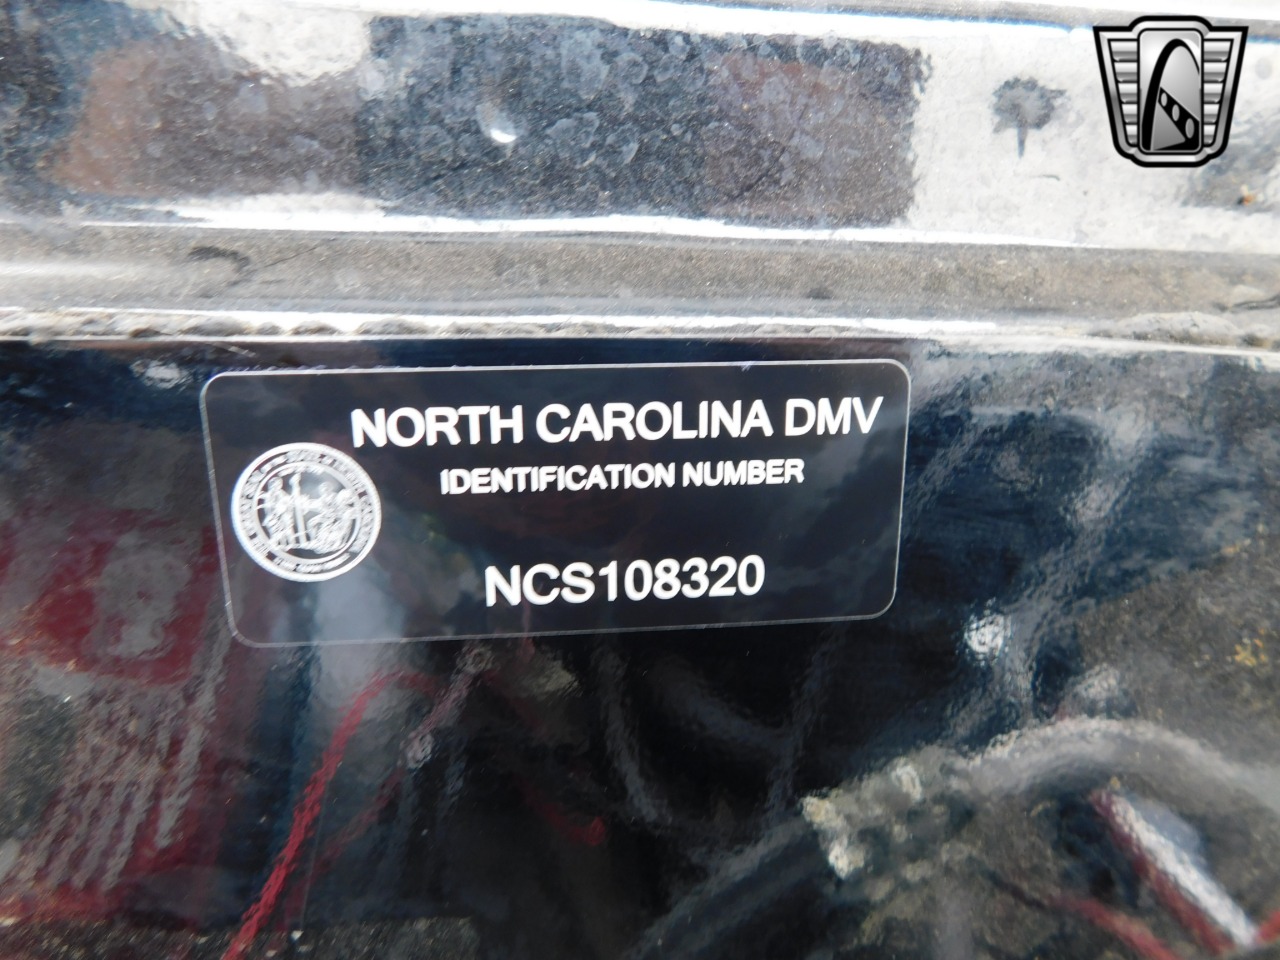 NORTH CAROLINA DMV
IDENTIFICATION NUMBER
NCS108320